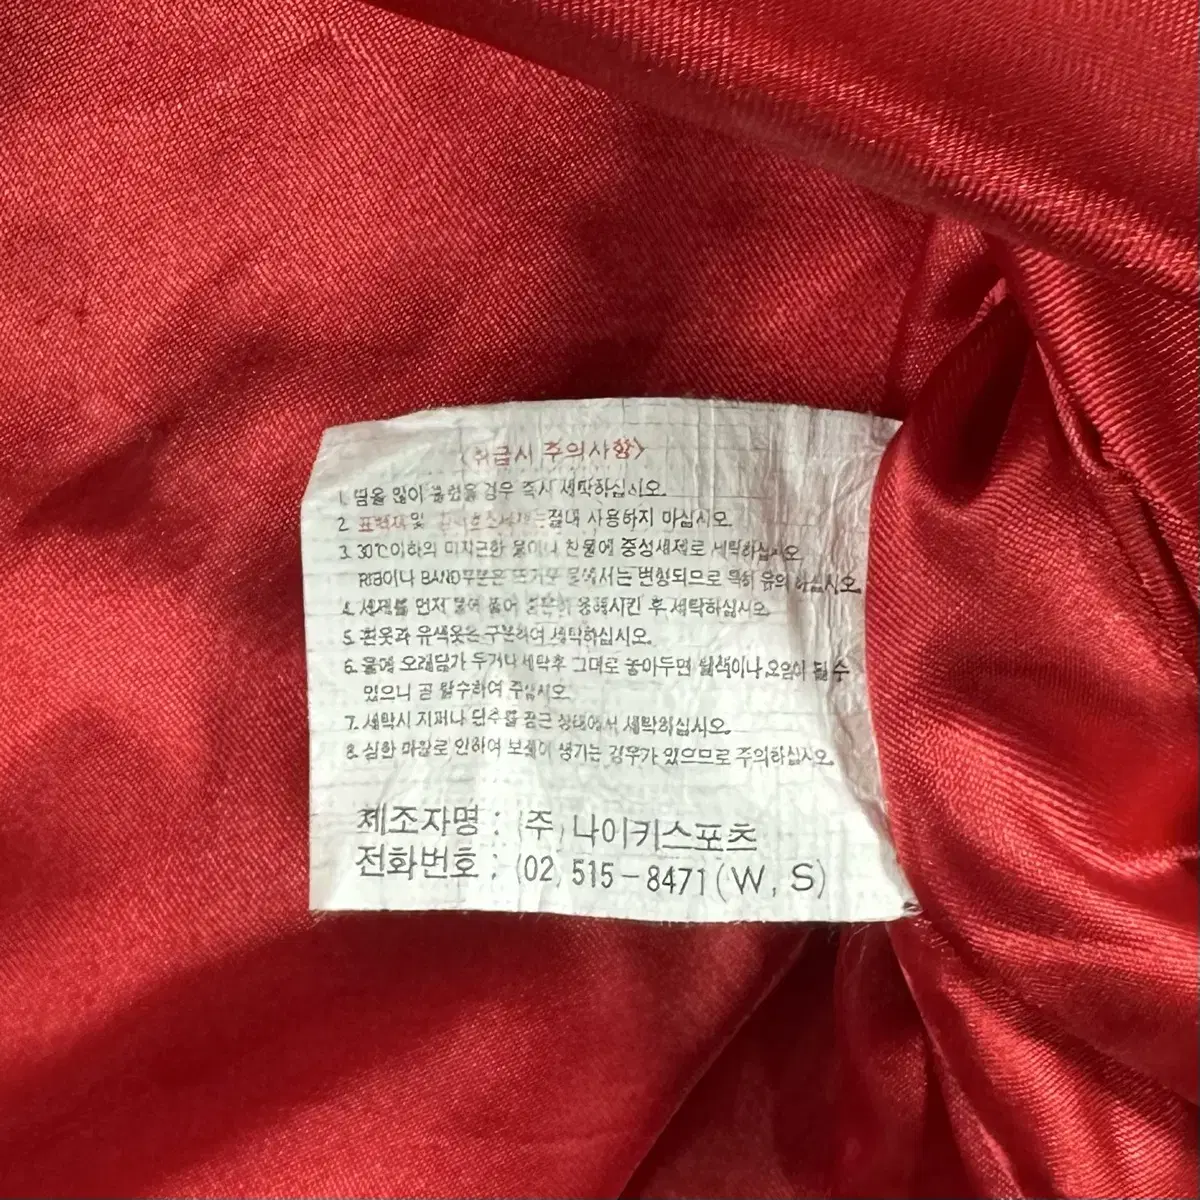 <취급시 주의사항>
1. 땀을 많이 흘렸을 경우 즉시 세탁하십시오.
2. 표백제 및 절대 사용하지 마십시오.
3. 30℃이하의 미지근한 물이나 찬물에 중성세제로 세탁하십시오
RIB이나 BAND부분은 뜨거운 물에서는 변형되므로 특히 유의 하십시오.
4. 세제를 먼저 물에 풀어 용해시킨 후 세탁하십시오.
5. 흰옷과 유색옷은 구분하여 세탁하십시오.
6. 물에 오래담가 두거나 세탁후 그대로 놓아두면 탈색이나 오염이 될 수
있으니 곧 탈수하여 주십시오.
7. 세탁시 지퍼나 단추를 잠근 상태에서 세탁하십시오.
8. 심한 마찰로 인하여 보풀이 생기는 경우가 있으므로 주의하십시오.
제조자명 : (주) 나이키스포츠
전화번호 : (02) 515-8471(W, S)